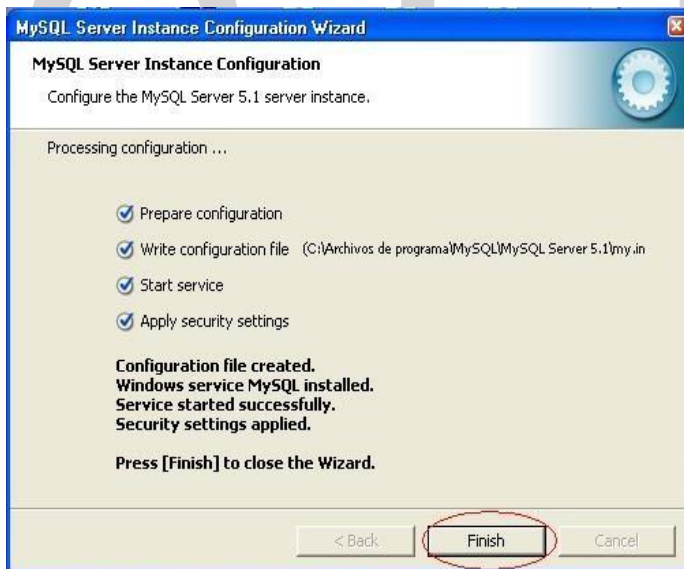 MySQL Server Instance Configuration Wizard
MySQL Server Instance Configuration
Configure the MySQL Server 5.1 server instance.
Processing configuration ...
Prepare configuration
Write configuration file (C:\Archivos de programa\MySQL\MySQL Server 5.1\my.in
Start service
Apply security settings
Configuration file created.
Windows service MySQL installed.
Service started successfully.
Security settings applied.
Press [Finish] to close the Wizard.
< Back Finish Cancel